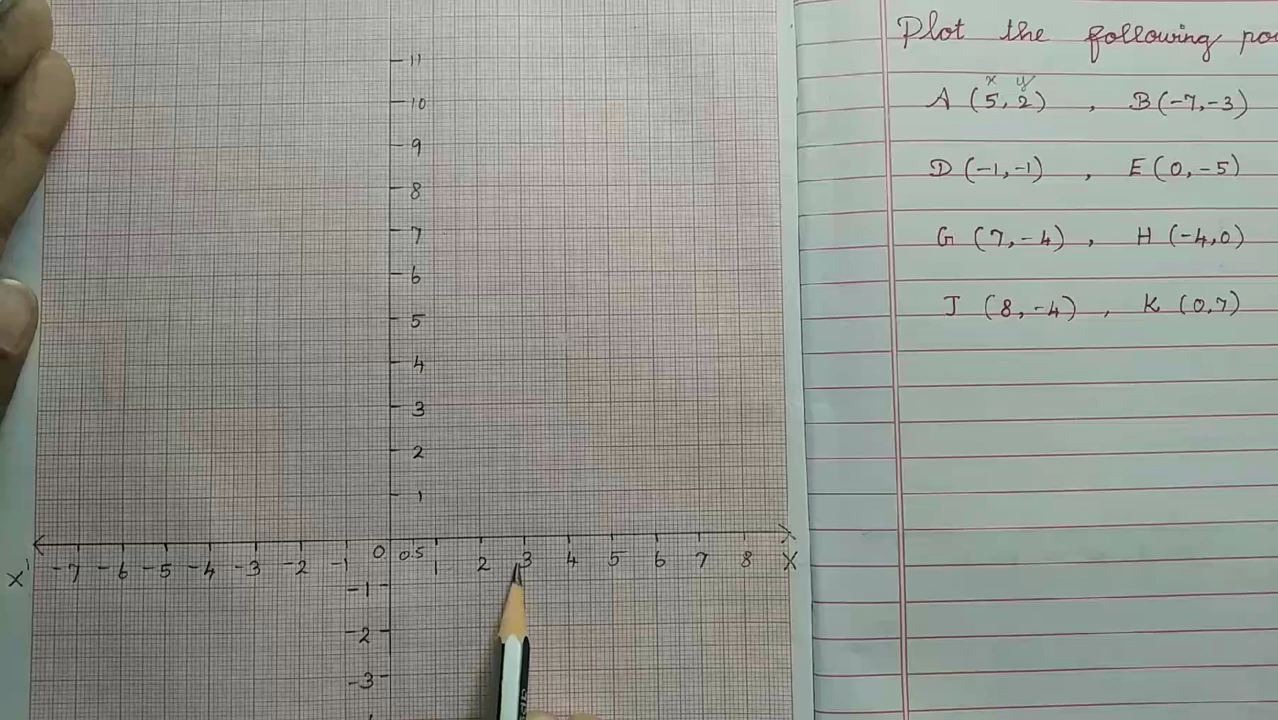 11
10
9
8
7
6
5
4
3
2
1
X' -7 -6 -5 -4 -3 -2 -1 0 0.5 1 2 3 4 5 6 7 8 X
-1
-2
-3
Plot the following
x y
A (5, 2) , B (-7, -3)
D (-1, -1) , E (0, -5)
G (7, -4) , H (-4, 0)
J (8, -4) , K (0, 7)